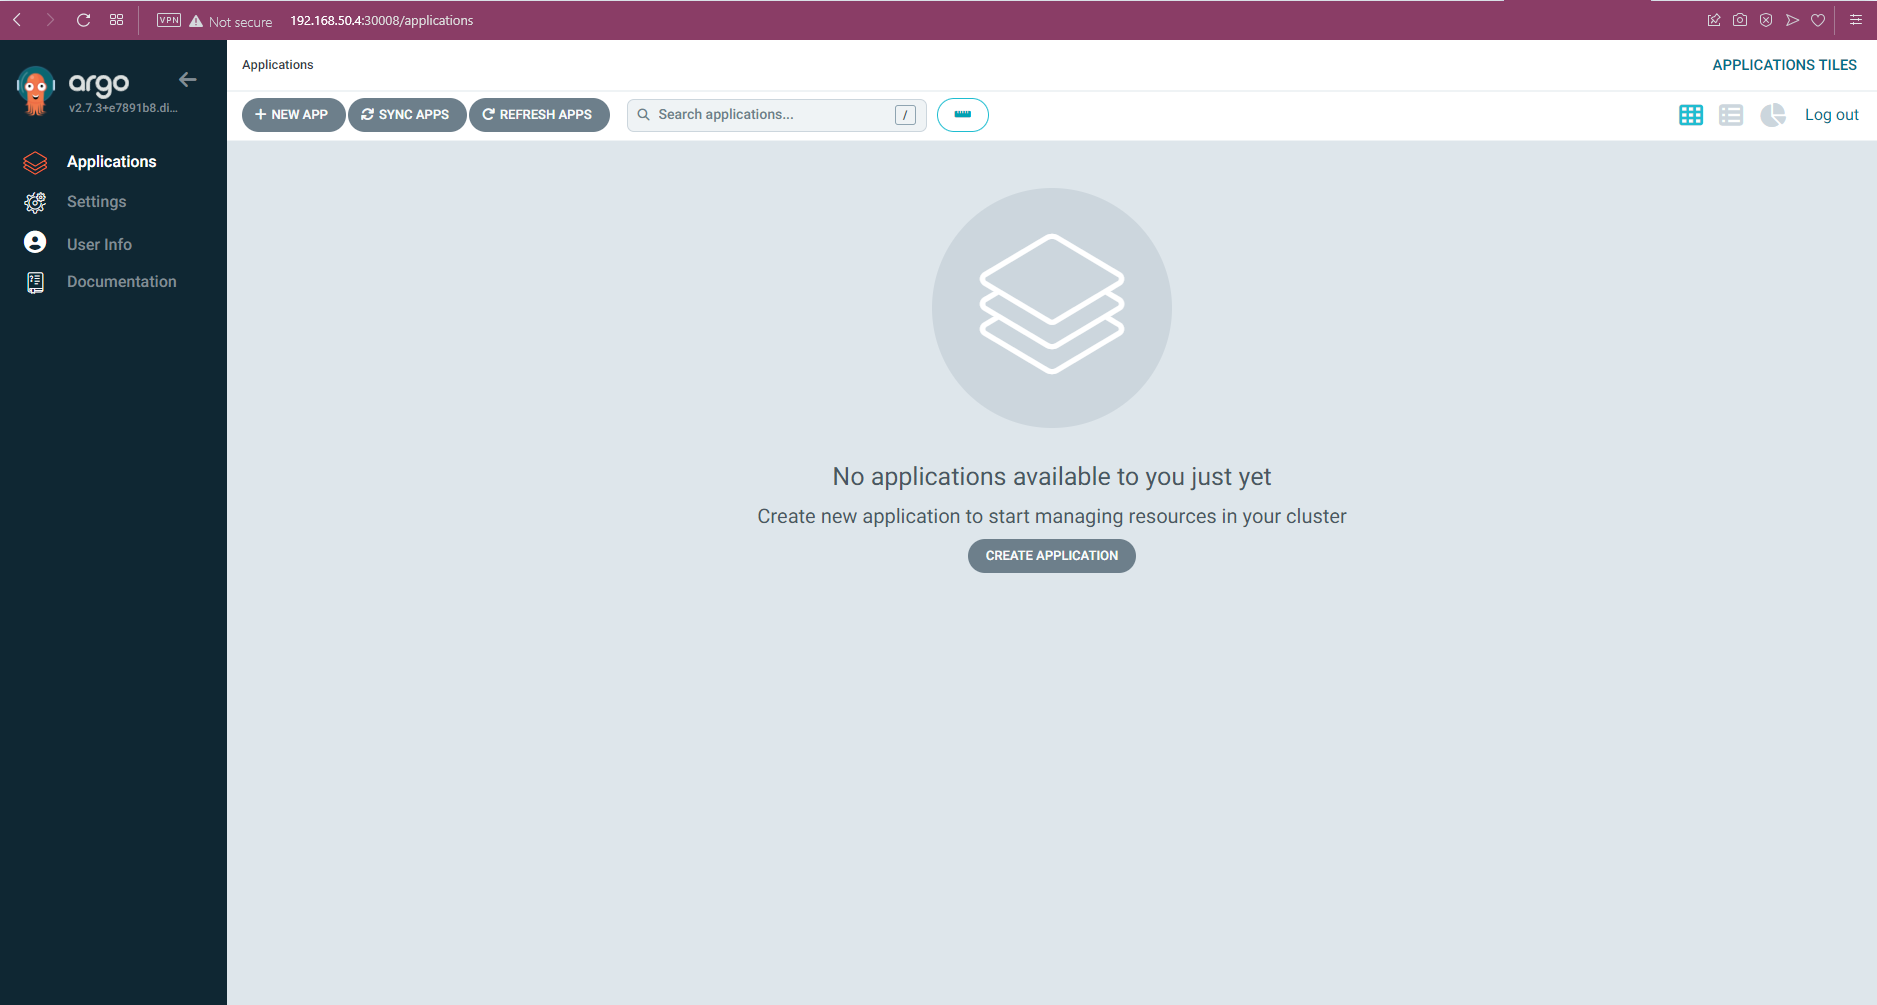 VPN Not secure 192.168.50.4:30008/applications
argo
v2.7.3+e7891b8.di...
Applications
Settings
User Info
Documentation
Applications
APPLICATIONS TILES
+ NEW APP SYNC APPS REFRESH APPS Search applications... / Log out
No applications available to you just yet
Create new application to start managing resources in your cluster
CREATE APPLICATION